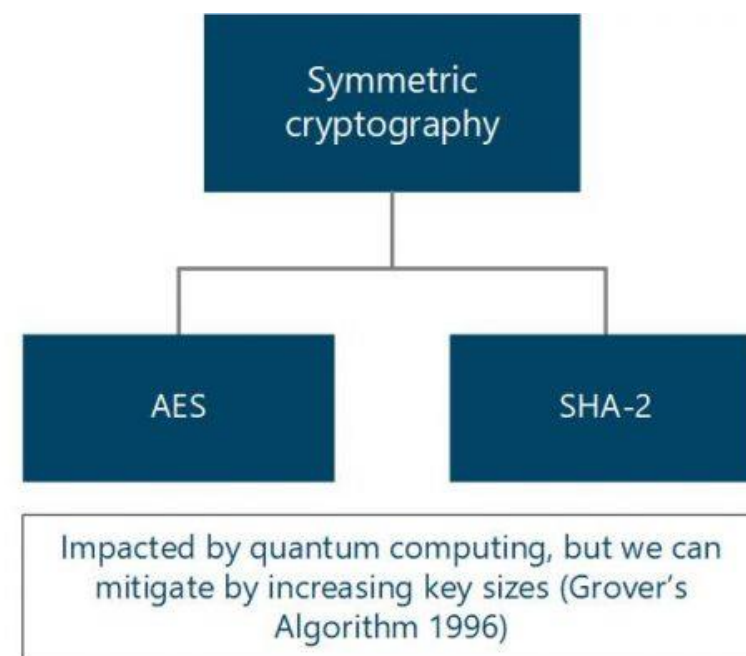 Symmetric
cryptography
AES
SHA-2
Impacted by quantum computing, but we can
mitigate by increasing key sizes (Grover's
Algorithm 1996)